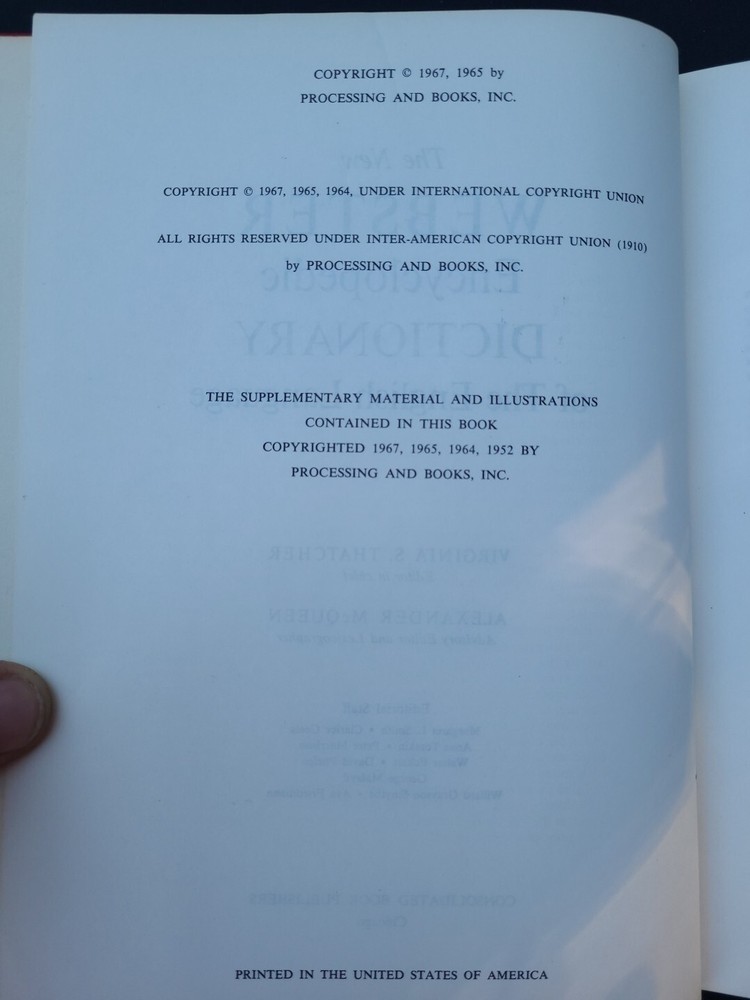 COPYRIGHT © 1967, 1965 by
PROCESSING AND BOOKS, INC.
COPYRIGHT © 1967, 1965, 1964, UNDER INTERNATIONAL COPYRIGHT UNION
ALL RIGHTS RESERVED UNDER INTER-AMERICAN COPYRIGHT UNION (1910)
by PROCESSING AND BOOKS, INC.
THE SUPPLEMENTARY MATERIAL AND ILLUSTRATIONS
CONTAINED IN THIS BOOK
COPYRIGHTED 1967, 1965, 1964, 1952 BY
PROCESSING AND BOOKS, INC.
PRINTED IN THE UNITED STATES OF AMERICA